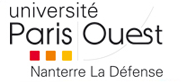 université
Paris Ouest
Nanterre La Défense